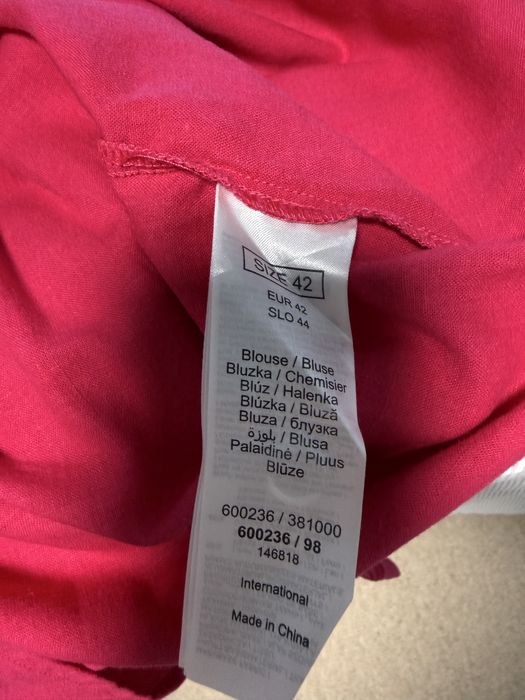 SIZE 42
EUR 42
SLO 44
Blouse / Bluse
Bluzka / Chemisier
Blúz / Halenka
Blúzka / Bluză
Bluza / блузка
بلوزة / Blusa
Palaidinė / Pluus
Blūze
600236 / 381000
600236 / 98
146818
International
Made in China